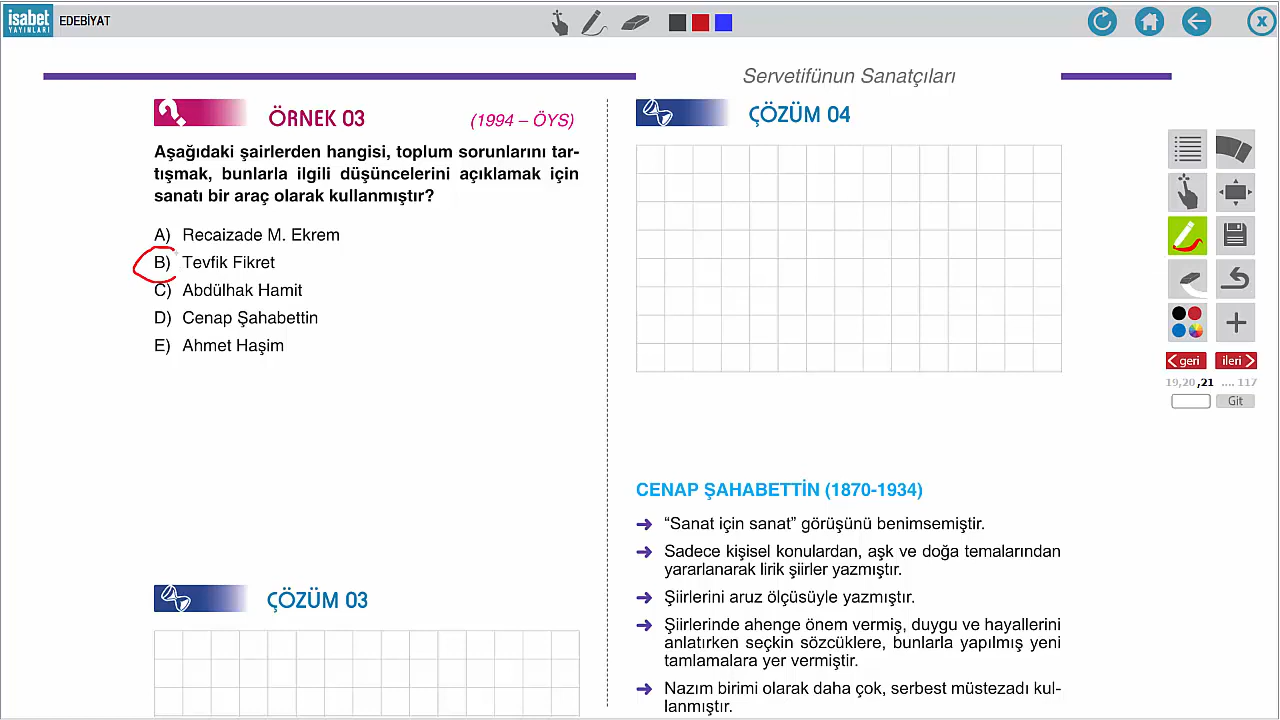 isabet
YAYINLARI
EDEBİYAT
Servetifünun Sanatçıları
ÖRNEK 03
(1994 – ÖYS)
Aşağıdaki şairlerden hangisi, toplum sorunlarını tar-
tışmak, bunlarla ilgili düşüncelerini açıklamak için
sanatı bir araç olarak kullanmıştır?
A) Recaizade M. Ekrem
B) Tevfik Fikret
C) Abdülhak Hamit
D) Cenap Şahabettin
E) Ahmet Haşim
ÇÖZÜM 03
ÇÖZÜM 04
CENAP ŞAHABETTİN (1870-1934)
➔ “Sanat için sanat” görüşünü benimsemiştir.
➔ Sadece kişisel konulardan, aşk ve doğa temalarından
yararlanarak lirik şiirler yazmıştır.
➔ Şiirlerini aruz ölçüsüyle yazmıştır.
➔ Şiirlerinde ahenge önem vermiş, duygu ve hayallerini
anlatırken seçkin sözcüklere, bunlarla yapılmış yeni
tamlamalara yer vermiştir.
➔ Nazım birimi olarak daha çok, serbest müstezadı kul-
lanmıştır.
geri ileri
19,20,21 .... 117
Git